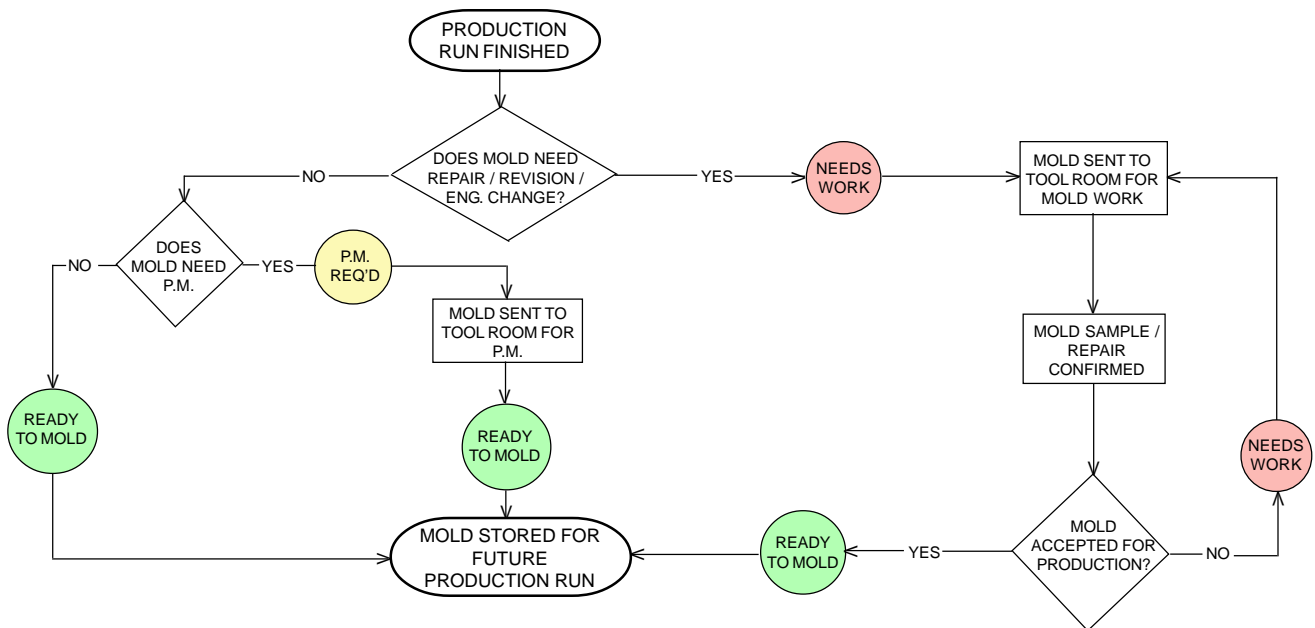 PRODUCTION
RUN FINISHED
DOES MOLD NEED
REPAIR / REVISION /
ENG. CHANGE?
NO
YES
NEEDS
WORK
MOLD SENT TO
TOOL ROOM FOR
MOLD WORK
DOES
MOLD NEED
P.M.
NO
YES
P.M.
REQ'D
MOLD SENT TO
TOOL ROOM FOR
P.M.
MOLD SAMPLE /
REPAIR
CONFIRMED
READY
TO MOLD
READY
TO MOLD
NEEDS
WORK
MOLD STORED FOR
FUTURE
PRODUCTION RUN
READY
TO MOLD
YES
MOLD
ACCEPTED FOR
PRODUCTION?
NO